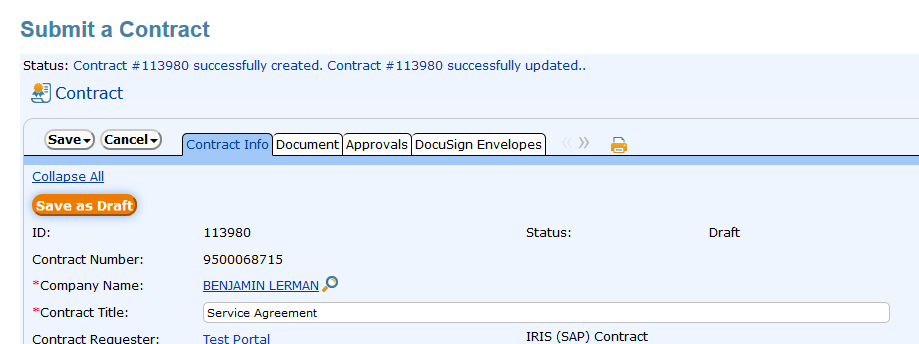 Submit a Contract
Status: Contract #113980 successfully created. Contract #113980 successfully updated..
Contract
Save Cancel Contract Info Document Approvals DocuSign Envelopes
Collapse All
Save as Draft
ID: 113980 Status: Draft
Contract Number: 9500068715
*Company Name: BENJAMIN LERMAN
*Contract Title: Service Agreement
Contract Requester: Test Portal IRIS (SAP) Contract